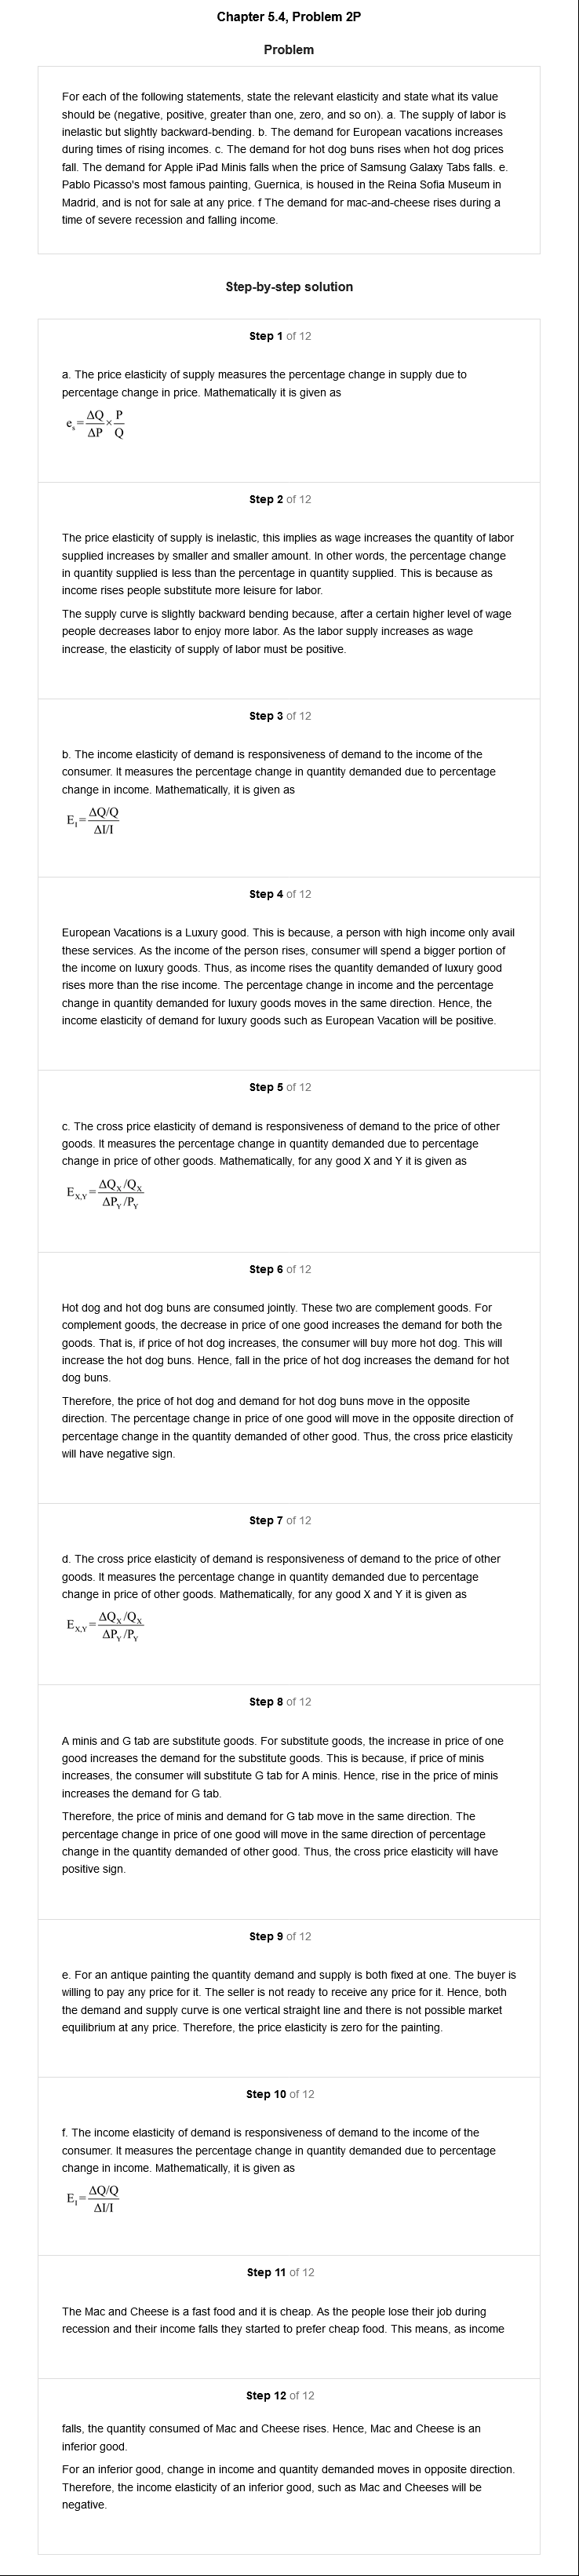 Chapter 5.4, Problem 2P
Problem
For each of the following statements, state the relevant elasticity and state what its value
should be (negative, positive, greater than one, zero, and so on). a. The supply of labor is
inelastic but slightly backward-bending. b. The demand for European vacations increases
during times of rising incomes. c. The demand for hot dog buns rises when hot dog prices
fall. The demand for Apple iPad Minis falls when the price of Samsung Galaxy Tabs falls. e.
Pablo Picasso's most famous painting, Guernica, is housed in the Reina Sofia Museum in
Madrid, and is not for sale at any price. f The demand for mac-and-cheese rises during a
time of severe recession and falling income.
Step-by-step solution
Step 1 of 12
a. The price elasticity of supply measures the percentage change in supply due to
percentage change in price. Mathematically it is given as
e_s = ΔQ/ΔP × P/Q
Step 2 of 12
The price elasticity of supply is inelastic, this implies as wage increases the quantity of labor
supplied increases by smaller and smaller amount. In other words, the percentage change
in quantity supplied is less than the percentage in quantity supplied. This is because as
income rises people substitute more leisure for labor.
The supply curve is slightly backward bending because, after a certain higher level of wage
people decreases labor to enjoy more labor. As the labor supply increases as wage
increase, the elasticity of supply of labor must be positive.
Step 3 of 12
b. The income elasticity of demand is responsiveness of demand to the income of the
consumer. It measures the percentage change in quantity demanded due to percentage
change in income. Mathematically, it is given as
E_I = ΔQ/Q / ΔI/I
Step 4 of 12
European Vacations is a Luxury good. This is because, a person with high income only avail
these services. As the income of the person rises, consumer will spend a bigger portion of
the income on luxury goods. Thus, as income rises the quantity demanded of luxury good
rises more than the rise income. The percentage change in income and the percentage
change in quantity demanded for luxury goods moves in the same direction. Hence, the
income elasticity of demand for luxury goods such as European Vacation will be positive.
Step 5 of 12
c. The cross price elasticity of demand is responsiveness of demand to the price of other
goods. It measures the percentage change in quantity demanded due to percentage
change in price of other goods. Mathematically, for any good X and Y it is given as
E_X,Y = ΔQ_X/Q_X / ΔP_Y/P_Y
Step 6 of 12
Hot dog and hot dog buns are consumed jointly. These two are complement goods. For
complement goods, the decrease in price of one good increases the demand for both the
goods. That is, if price of hot dog increases, the consumer will buy more hot dog. This will
increase the hot dog buns. Hence, fall in the price of hot dog increases the demand for hot
dog buns.
Therefore, the price of hot dog and demand for hot dog buns move in the opposite
direction. The percentage change in price of one good will move in the opposite direction of
percentage change in the quantity demanded of other good. Thus, the cross price elasticity
will have negative sign.
Step 7 of 12
d. The cross price elasticity of demand is responsiveness of demand to the price of other
goods. It measures the percentage change in quantity demanded due to percentage
change in price of other goods. Mathematically, for any good X and Y it is given as
E_X,Y = ΔQ_X/Q_X / ΔP_Y/P_Y
Step 8 of 12
A minis and G tab are substitute goods. For substitute goods, the increase in price of one
good increases the demand for the substitute goods. This is because, if price of minis
increases, the consumer will substitute G tab for A minis. Hence, rise in the price of minis
increases the demand for G tab.
Therefore, the price of minis and demand for G tab move in the same direction. The
percentage change in price of one good will move in the same direction of percentage
change in the quantity demanded of other good. Thus, the cross price elasticity will have
positive sign.
Step 9 of 12
e. For an antique painting the quantity demand and supply is both fixed at one. The buyer is
willing to pay any price for it. The seller is not ready to receive any price for it. Hence, both
the demand and supply curve is one vertical straight line and there is not possible market
equilibrium at any price. Therefore, the price elasticity is zero for the painting.
Step 10 of 12
f. The income elasticity of demand is responsiveness of demand to the income of the
consumer. It measures the percentage change in quantity demanded due to percentage
change in income. Mathematically, it is given as
E_I = ΔQ/Q / ΔI/I
Step 11 of 12
The Mac and Cheese is a fast food and it is cheap. As the people lose their job during
recession and their income falls they started to prefer cheap food. This means, as income
Step 12 of 12
falls, the quantity consumed of Mac and Cheese rises. Hence, Mac and Cheese is an
inferior good.
For an inferior good, change in income and quantity demanded moves in opposite direction.
Therefore, the income elasticity of an inferior good, such as Mac and Cheeses will be
negative.